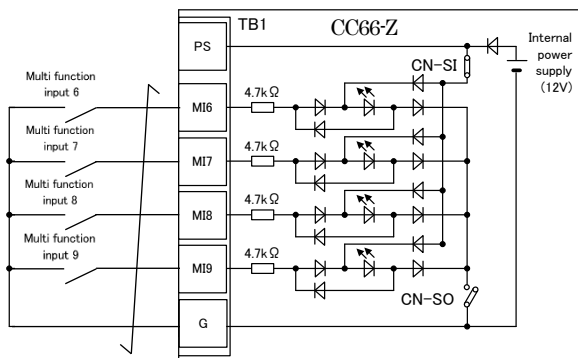 TB1
CC66-Z
PS
Internal
power
supply
(12V)
CN-SI
Multi function
input 6
MI6
4.7kΩ
Multi function
input 7
MI7
4.7kΩ
Multi function
input 8
MI8
4.7kΩ
Multi function
input 9
MI9
4.7kΩ
CN-SO
G